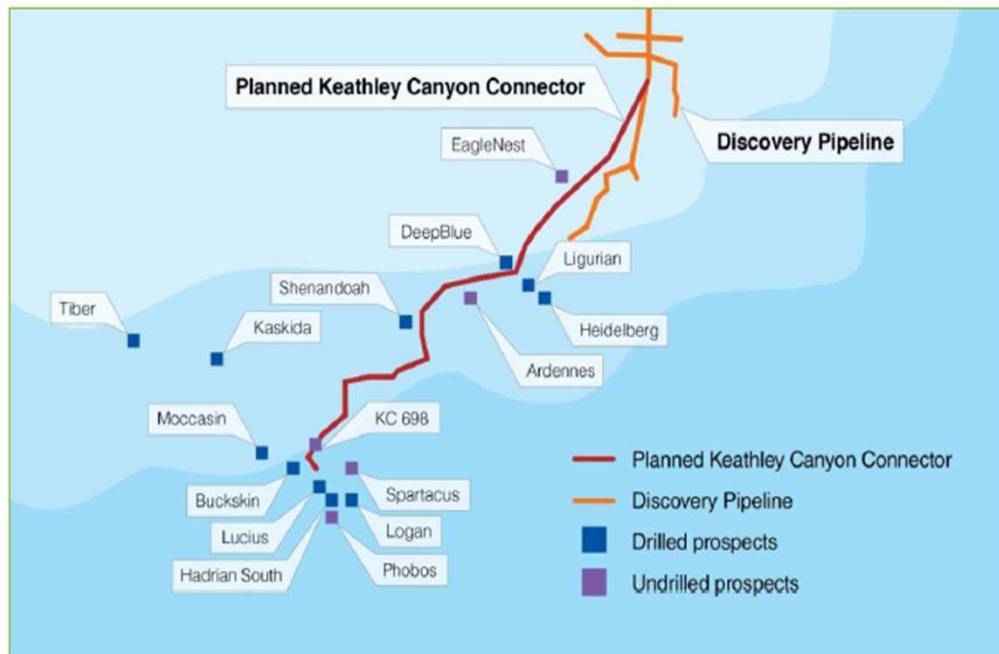 Planned Keathley Canyon Connector
Discovery Pipeline
EagleNest
DeepBlue
Ligurian
Shenandoah
Tiber
Kaskida
Heidelberg
Ardennes
Moccasin
KC 698
Buckskin
Spartacus
Lucius
Logan
Hadrian South
Phobos
Planned Keathley Canyon Connector
Discovery Pipeline
Drilled prospects
Undrilled prospects